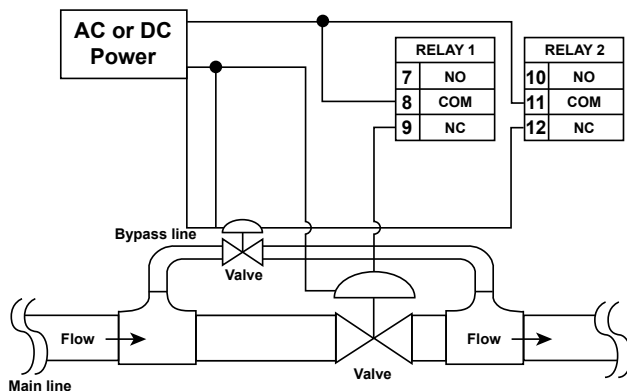 AC or DC
Power
RELAY 1
7 NO
8 COM
9 NC
RELAY 2
10 NO
11 COM
12 NC
Bypass line
Valve
Flow
Flow
Main line
Valve